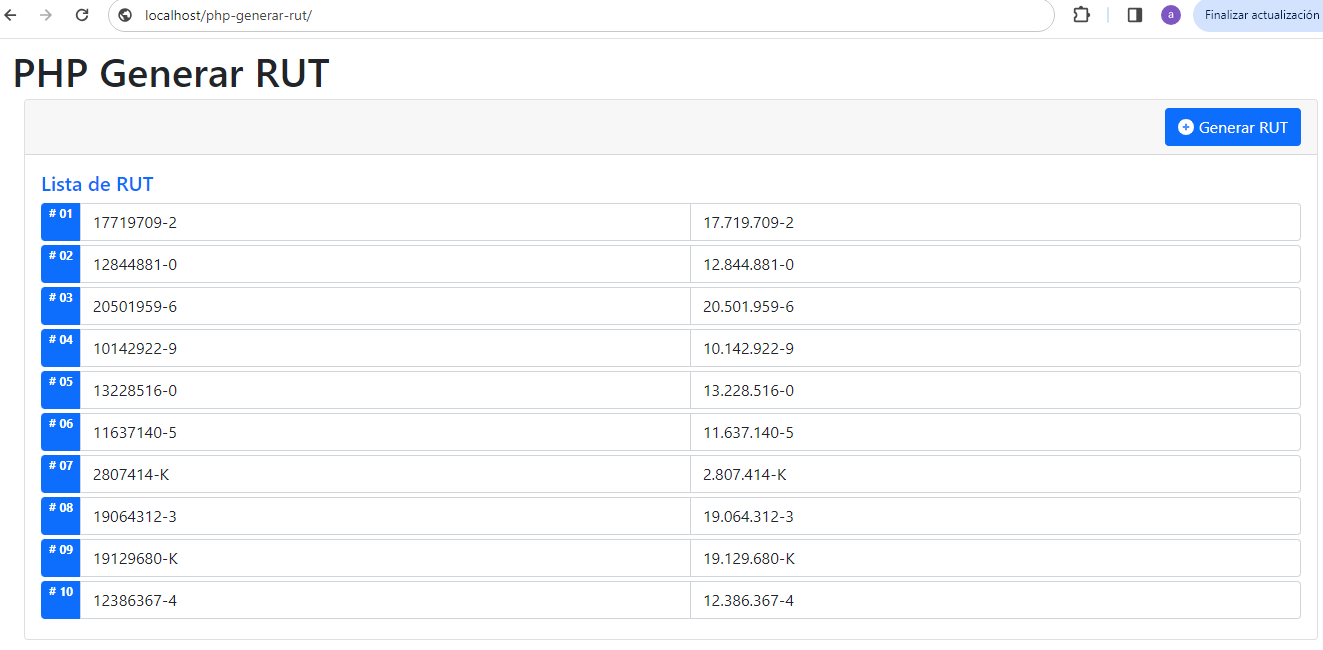 localhost/php-generar-rut/
a
Finalizar actualización
PHP Generar RUT
Generar RUT
Lista de RUT
# 01 17719709-2 17.719.709-2
# 02 12844881-0 12.844.881-0
# 03 20501959-6 20.501.959-6
# 04 10142922-9 10.142.922-9
# 05 13228516-0 13.228.516-0
# 06 11637140-5 11.637.140-5
# 07 2807414-K 2.807.414-K
# 08 19064312-3 19.064.312-3
# 09 19129680-K 19.129.680-K
# 10 12386367-4 12.386.367-4